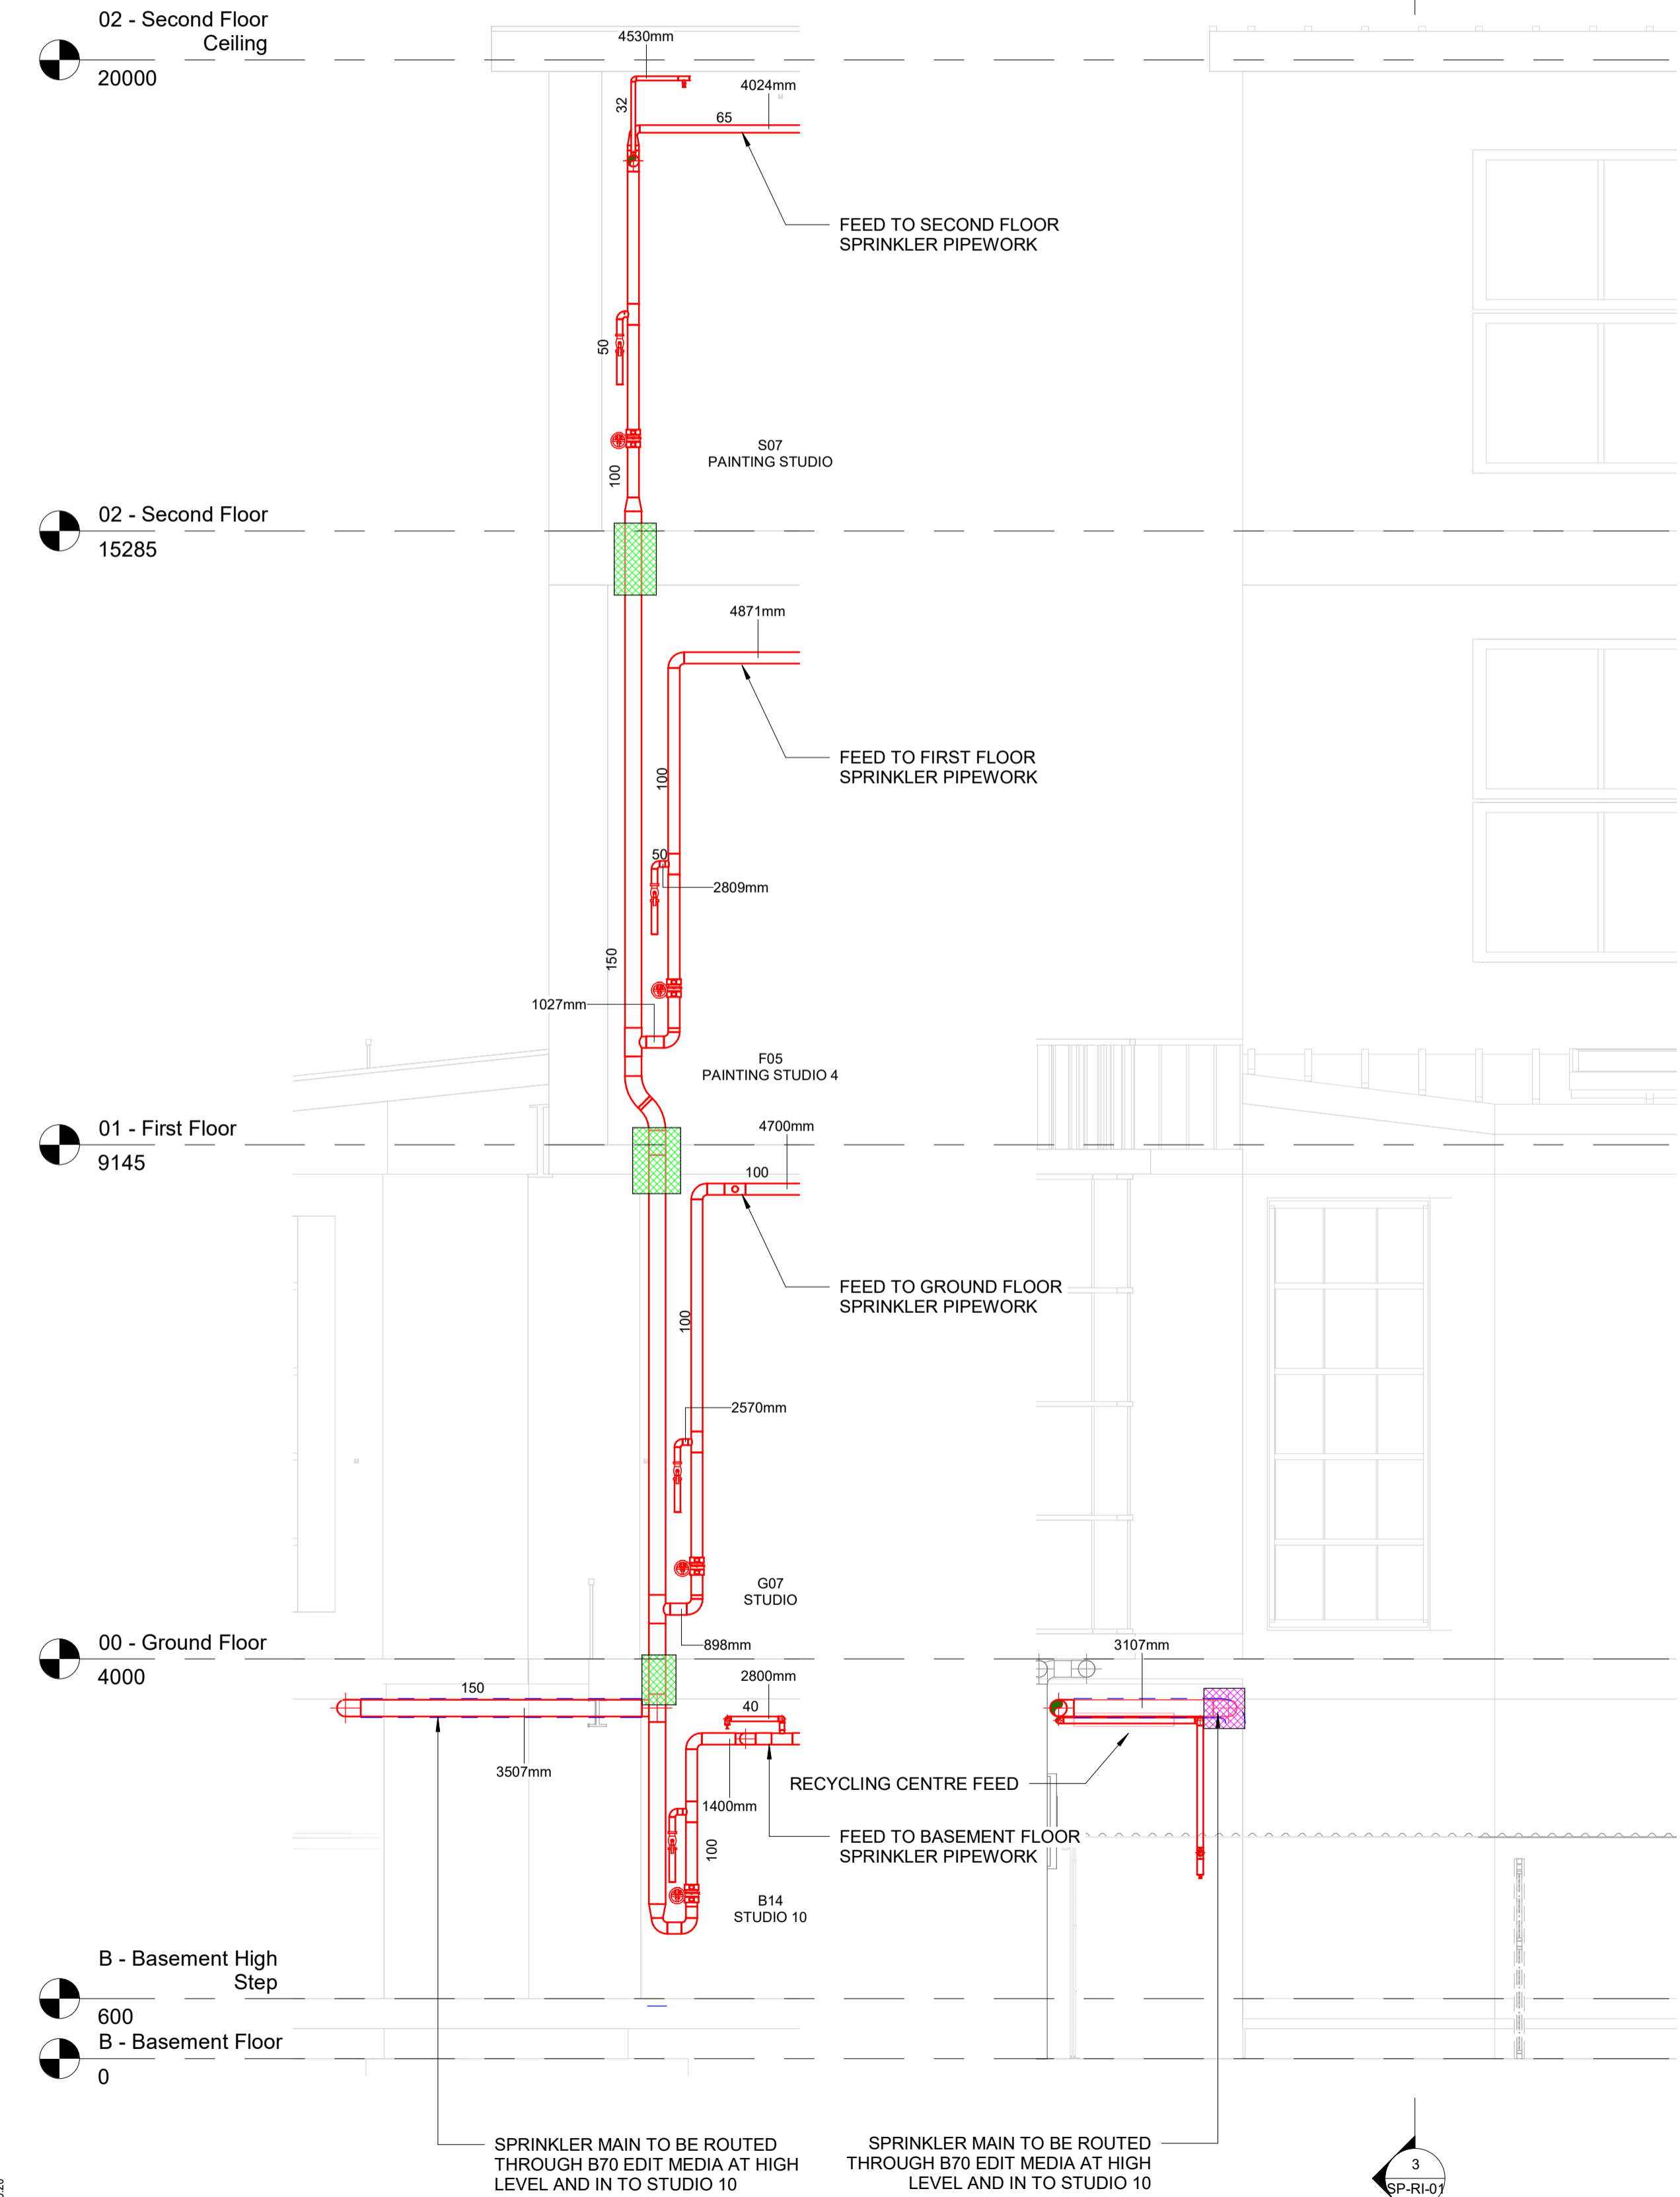 02 - Second Floor
Ceiling
20000
4530mm
4024mm
32
65
FEED TO SECOND FLOOR
SPRINKLER PIPEWORK
50
S07
PAINTING STUDIO
100
02 - Second Floor
15285
4871mm
FEED TO FIRST FLOOR
SPRINKLER PIPEWORK
100
50
2809mm
150
1027mm
F05
PAINTING STUDIO 4
01 - First Floor
9145
4700mm
100
FEED TO GROUND FLOOR
SPRINKLER PIPEWORK
100
2570mm
G07
STUDIO
898mm
00 - Ground Floor
4000
3107mm
2800mm
150
40
3507mm
RECYCLING CENTRE FEED
1400mm
FEED TO BASEMENT FLOOR
SPRINKLER PIPEWORK
100
B14
STUDIO 10
B - Basement High
Step
600
B - Basement Floor
0
SPRINKLER MAIN TO BE ROUTED
THROUGH B70 EDIT MEDIA AT HIGH
LEVEL AND IN TO STUDIO 10
SPRINKLER MAIN TO BE ROUTED
THROUGH B70 EDIT MEDIA AT HIGH
LEVEL AND IN TO STUDIO 10
3
SP-RI-01